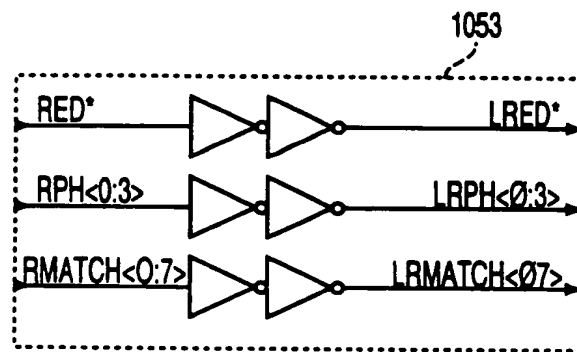 1053
RED* LRED*
RPH<0:3> LRPH<Ø:3>
RMATCH<0:7> LRMATCH<Ø7>